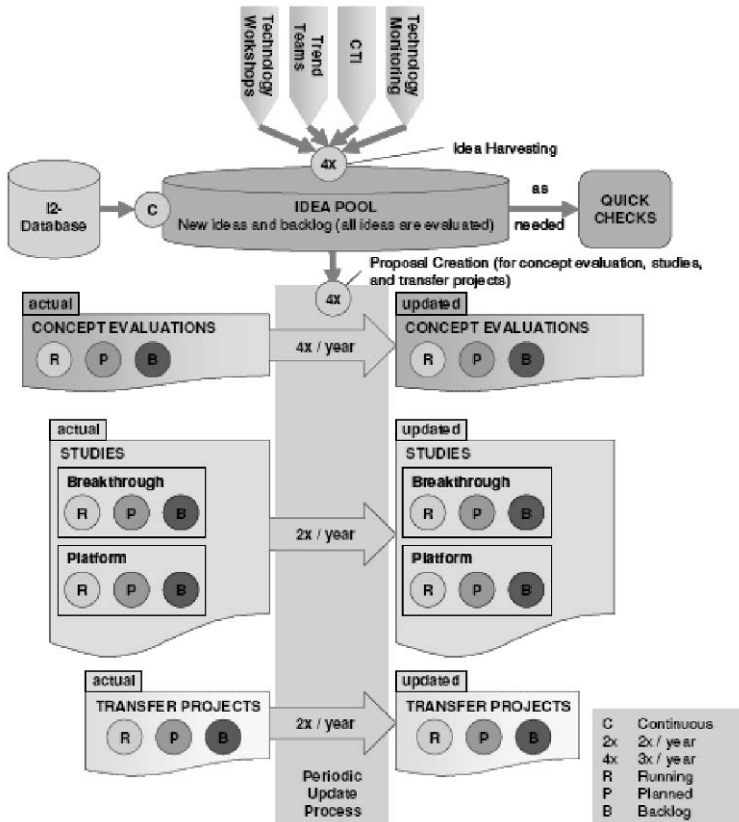 Technology
Workshops
Trend
Teams
CTI
Technology
Monitoring
4x
Idea Harvesting
I2-
Database
C
IDEA POOL
New ideas and backlog (all ideas are evaluated)
as
needed
QUICK
CHECKS
Proposal Creation (for concept evaluation, studies,
and transfer projects)
4x
actual
CONCEPT EVALUATIONS
R P B
4x / year
updated
CONCEPT EVALUATIONS
R P B
actual
STUDIES
Breakthrough
R P B
Platform
R P B
2x / year
updated
STUDIES
Breakthrough
R P B
Platform
R P B
actual
TRANSFER PROJECTS
R P B
2x / year
updated
TRANSFER PROJECTS
R P B
Periodic
Update
Process
C Continuous
2x 2x / year
4x 3x / year
R Running
P Planned
B Backlog